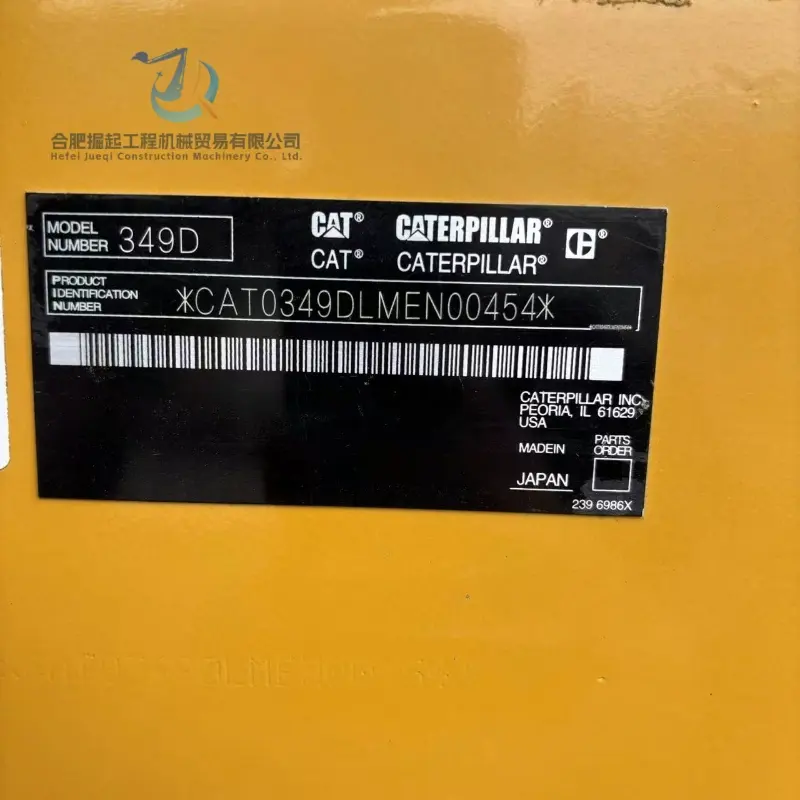 合肥掘起工程机械贸易有限公司
Hefei Jueqi Construction Machinery Co., Ltd.
MODEL
NUMBER 349D
CAT® CATERPILLAR® C®
CAT® CATERPILLAR®
PRODUCT
IDENTIFICATION
NUMBER
*CAT0349DLMEN00454*
CATERPILLAR INC.
PEORIA, IL 61629
USA
MADEIN
JAPAN
PARTS
ORDER
239 6986X